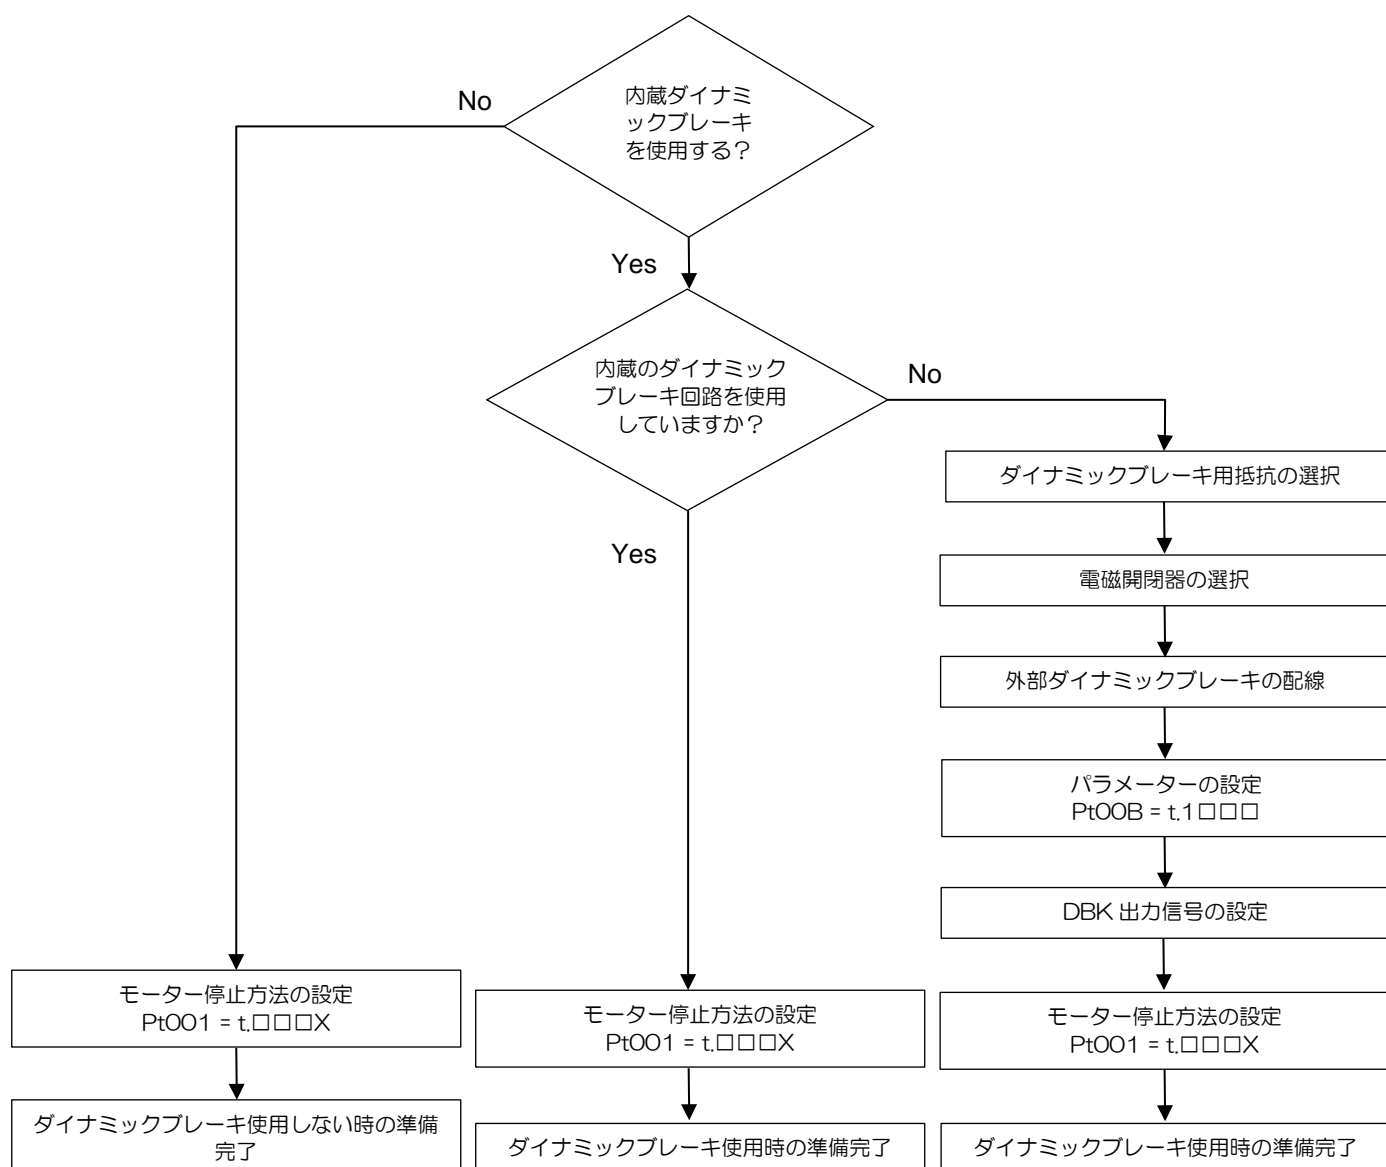 No
内蔵ダイナミ
ックブレーキ
を使用する？
Yes
内蔵のダイナミック
ブレーキ回路を使用
していますか？
No
Yes
ダイナミックブレーキ用抵抗の選択
電磁開閉器の選択
外部ダイナミックブレーキの配線
パラメーターの設定
Pt00B = t.1□□□
DBK 出力信号の設定
モーター停止方法の設定
Pt001 = t.□□□X
モーター停止方法の設定
Pt001 = t.□□□X
モーター停止方法の設定
Pt001 = t.□□□X
ダイナミックブレーキ使用しない時の準備
完了
ダイナミックブレーキ使用時の準備完了
ダイナミックブレーキ使用時の準備完了